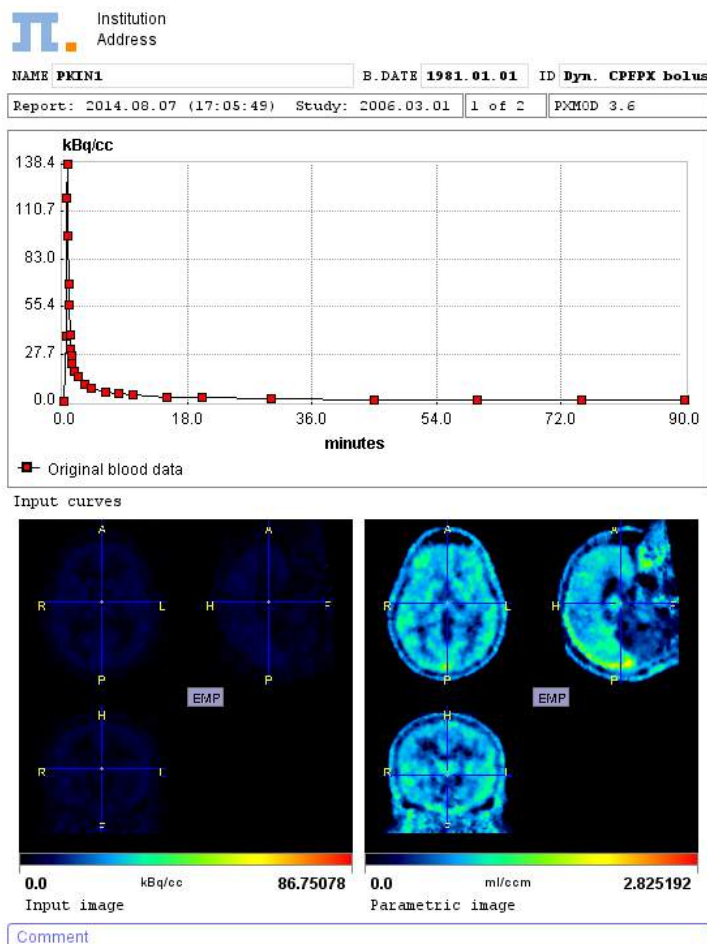 Institution
Address
NAME PKIN1 B.DATE 1981.01.01 ID Dyn. CPFPX bolus
Report: 2014.08.07 (17:05:49) Study: 2006.03.01 1 of 2 PXMOD 3.6
kBq/cc
138.4
110.7
83.0
55.4
27.7
0.0
0.0 18.0 36.0 54.0 72.0 90.0
minutes
Original blood data
Input curves
A A A A
R L H F R L H F
P P P P
EMP EMP
H H
R L R L
F F
0.0 kBq/cc 86.75078 0.0 ml/ccm 2.825192
Input image Parametric image
Comment